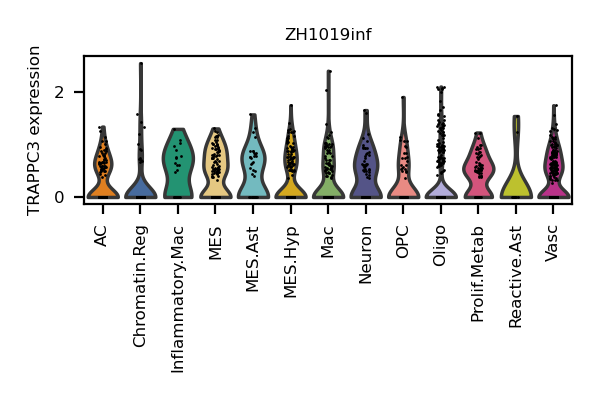 ZH1019inf
TRAPPC3 expression
2
0
AC
Chromatin.Reg
Inflammatory.Mac
MES
MES.Ast
MES.Hyp
Mac
Neuron
OPC
Oligo
Prolif.Metab
Reactive.Ast
Vasc